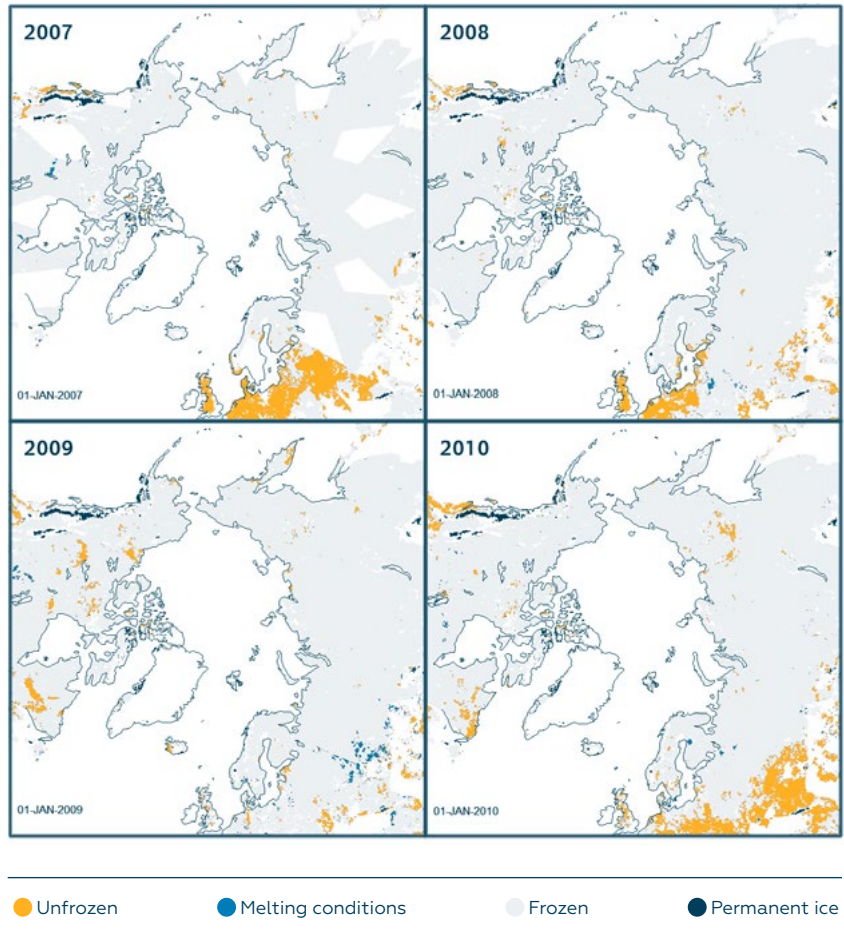 2007
2008
01-JAN-2007
01-JAN-2008
2009
2010
01-JAN-2009
01-JAN-2010
Unfrozen
Melting conditions
Frozen
Permanent ice